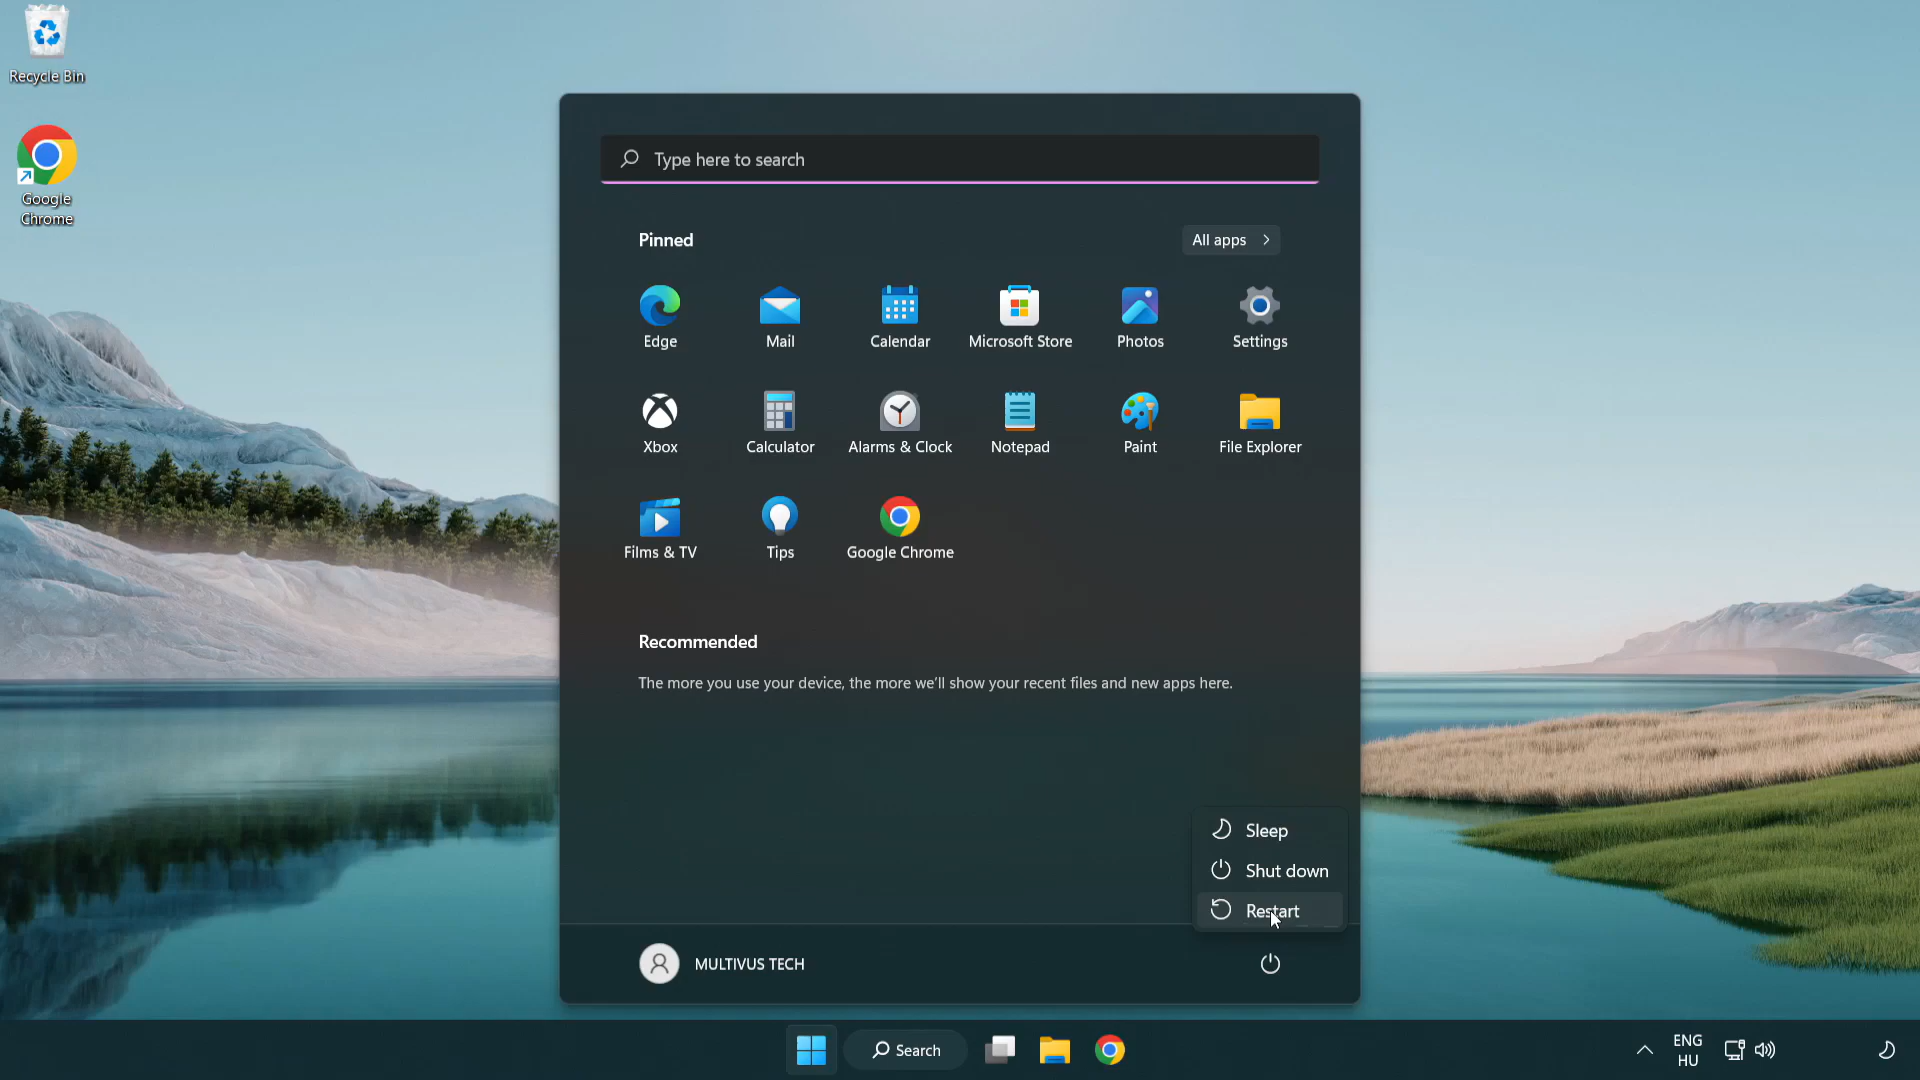 Recycle Bin
Google
Chrome
Type here to search
Pinned
All apps
Edge
Mail
Calendar
Microsoft Store
Photos
Settings
Xbox
Calculator
Alarms & Clock
Notepad
Paint
File Explorer
Films & TV
Tips
Google Chrome
Recommended
The more you use your device, the more we’ll show your recent files and new apps here.
Sleep
Shut down
Restart
MULTIVUS TECH
Search
ENG
HU